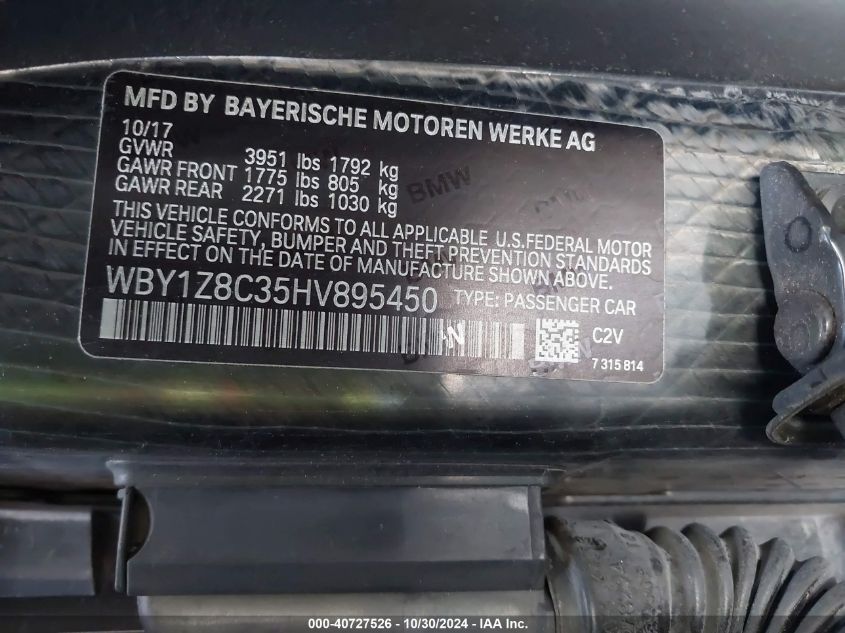 MFD BY BAYERISCHE MOTOREN WERKE AG
10/17
GVWR 3951 lbs 1792 kg
GAWR FRONT 1775 lbs 805 kg
GAWR REAR 2271 lbs 1030 kg
THIS VEHICLE CONFORMS TO ALL APPLICABLE U.S.FEDERAL MOTOR
VEHICLE SAFETY, BUMPER AND THEFT PREVENTION STANDARDS
IN EFFECT ON THE DATE OF MANUFACTURE SHOWN ABOVE.
WBY1Z8C35HV895450 TYPE: PASSENGER CAR
C2V
7 315 814
BMW
000-40727526 - 10/30/2024 - IAA Inc.